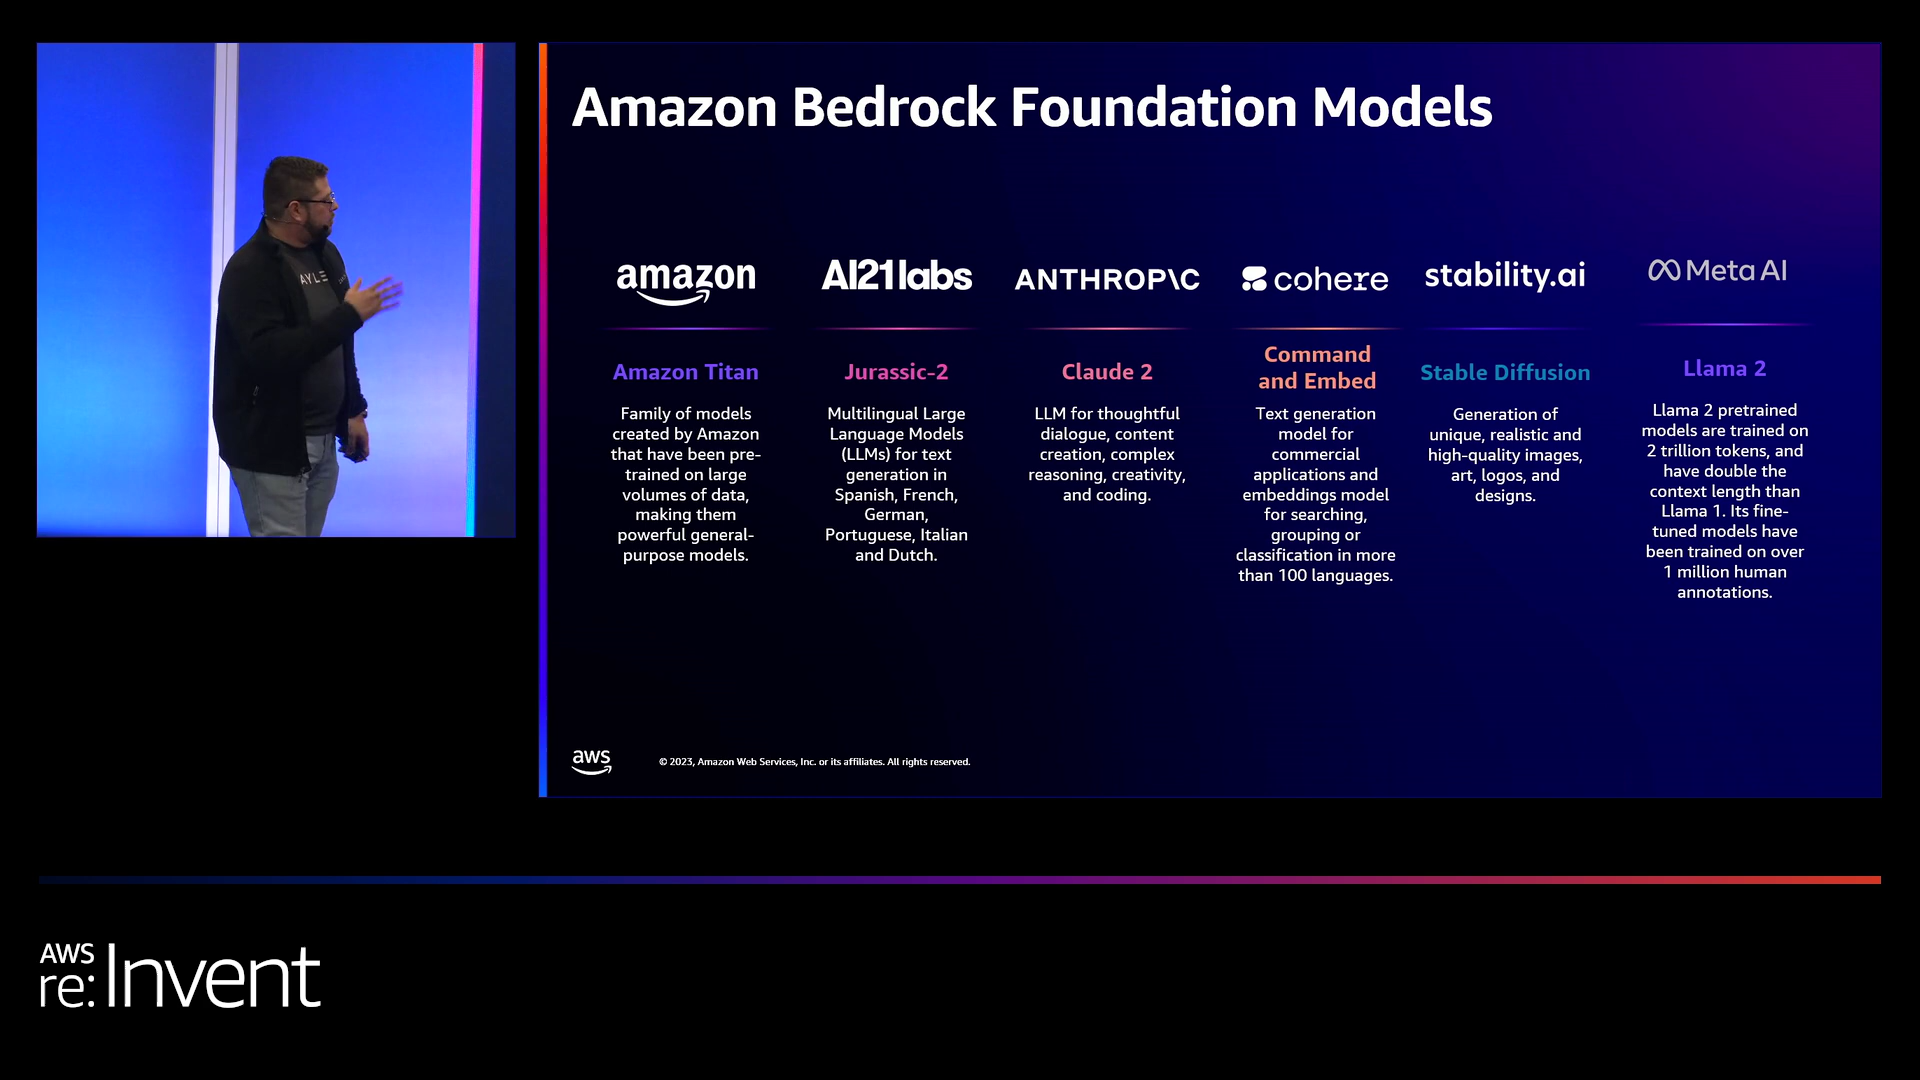 Amazon Bedrock Foundation Models
amazon
AI21labs
ANTHROP\C
cohere
stability.ai
Meta AI
Amazon Titan
Family of models
created by Amazon
that have been pre-
trained on large
volumes of data,
making them
powerful general-
purpose models.
Jurassic-2
Multilingual Large
Language Models
(LLMs) for text
generation in
Spanish, French,
German,
Portuguese, Italian
and Dutch.
Claude 2
LLM for thoughtful
dialogue, content
creation, complex
reasoning, creativity,
and coding.
Command
and Embed
Text generation
model for
commercial
applications and
embeddings model
for searching,
grouping or
classification in more
than 100 languages.
Stable Diffusion
Generation of
unique, realistic and
high-quality images,
art, logos, and
designs.
Llama 2
Llama 2 pretrained
models are trained on
2 trillion tokens, and
have double the
context length than
Llama 1. Its fine-
tuned models have
been trained on over
1 million human
annotations.
aws
© 2023, Amazon Web Services, Inc. or its affiliates. All rights reserved.
AWS
re:Invent